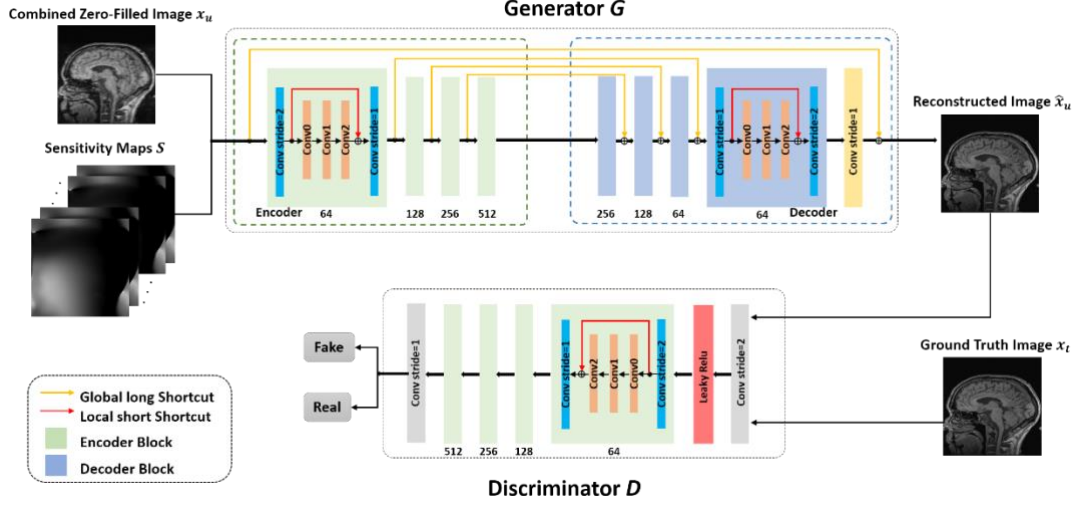 Generator G
Combined Zero-Filled Image x_u
Sensitivity Maps S
Conv stride=2
Conv0
Conv1
Conv2
Conv stride=1
Encoder
64
128
256
512
256
128
64
Conv stride=1
Conv0
Conv1
Conv2
Conv stride=2
64
Decoder
Conv stride=1
Reconstructed Image x̂_u
Ground Truth Image x_t
Fake
Real
Conv stride=1
512
256
128
Conv stride=1
Conv2
Conv1
Conv0
Conv stride=2
64
Leaky Relu
Conv stride=2
Discriminator D
Global long Shortcut
Local short Shortcut
Encoder Block
Decoder Block